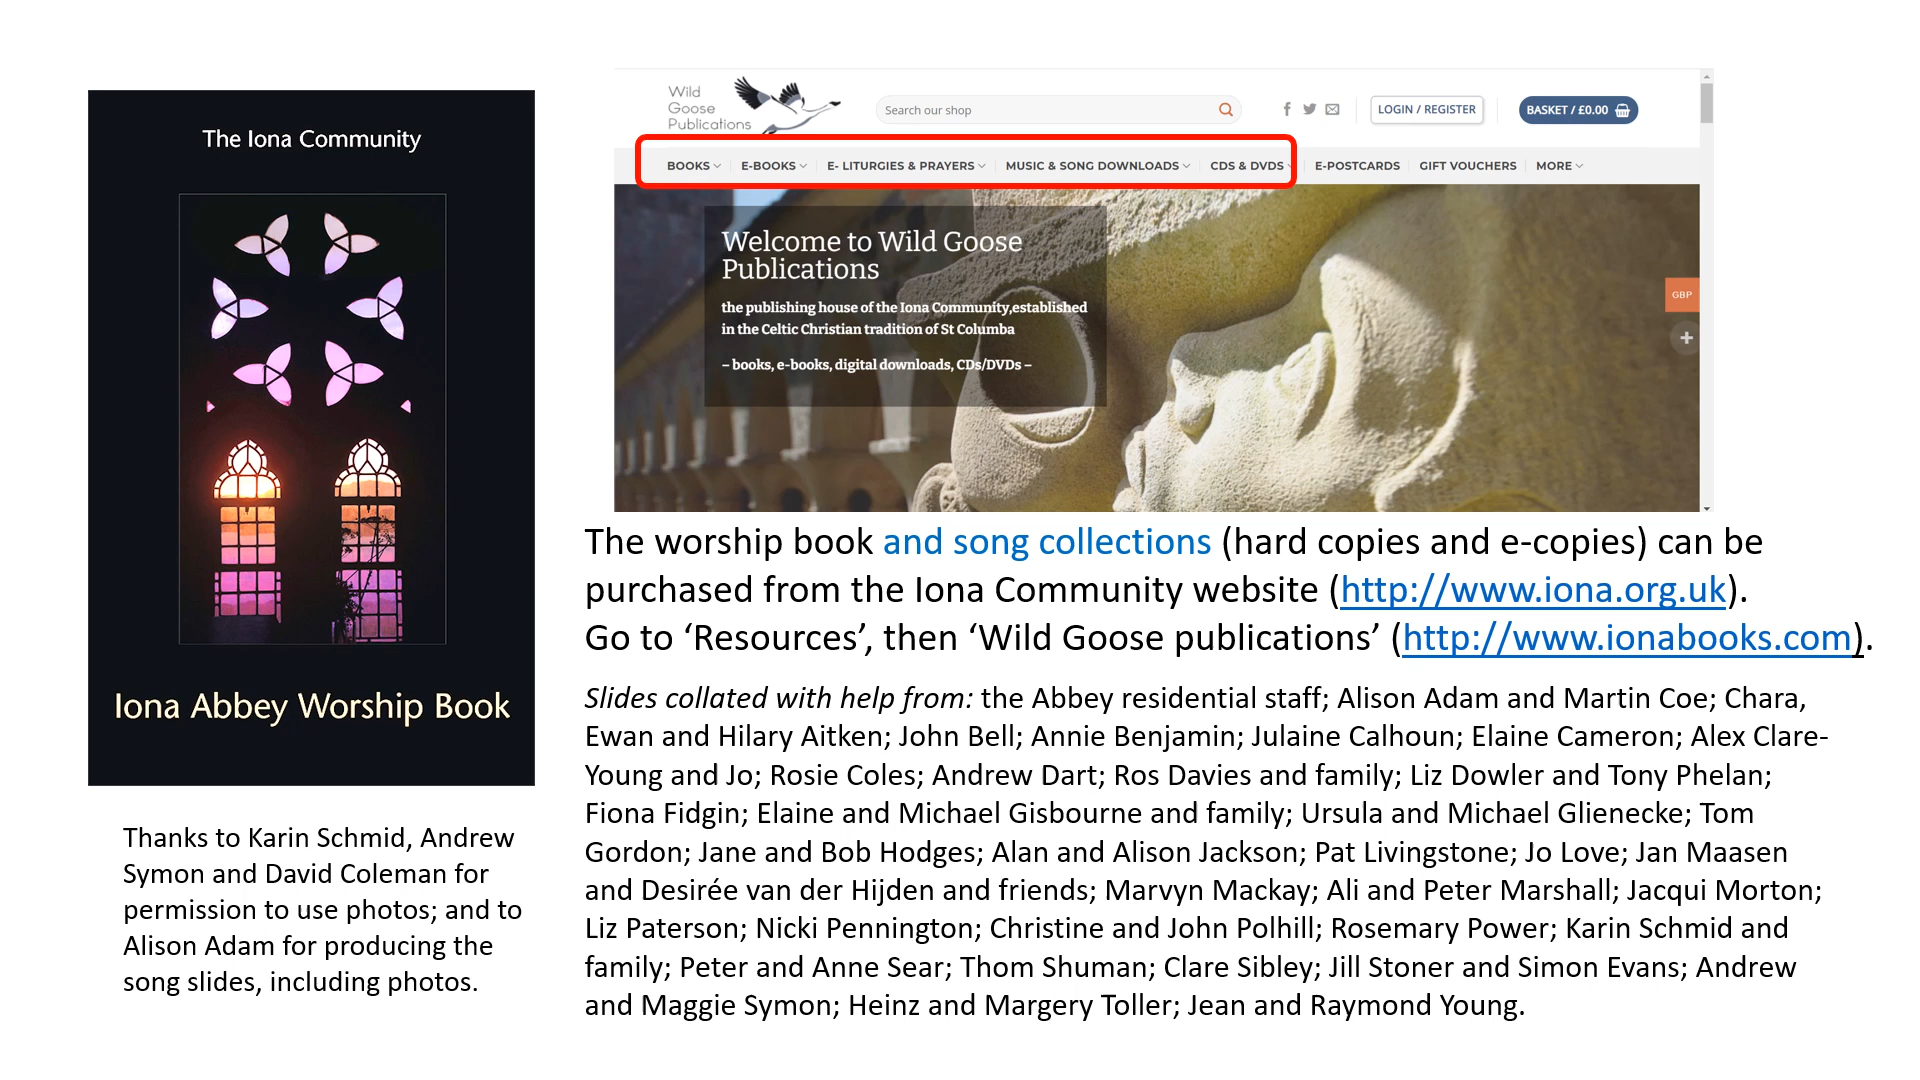 The Iona Community
Iona Abbey Worship Book
Thanks to Karin Schmid, Andrew
Symon and David Coleman for
permission to use photos; and to
Alison Adam for producing the
song slides, including photos.
Wild
Goose
Publications
Search our shop
LOGIN / REGISTER
BASKET / £0.00
BOOKS E-BOOKS E- LITURGIES & PRAYERS MUSIC & SONG DOWNLOADS CDS & DVDS E-POSTCARDS GIFT VOUCHERS MORE
Welcome to Wild Goose
Publications
the publishing house of the Iona Community,established
in the Celtic Christian tradition of St Columba
– books, e-books, digital downloads, CDs/DVDs –
GBP
The worship book and song collections (hard copies and e-copies) can be
purchased from the Iona Community website (http://www.iona.org.uk).
Go to ‘Resources’, then ‘Wild Goose publications’ (http://www.ionabooks.com).
Slides collated with help from: the Abbey residential staff; Alison Adam and Martin Coe; Chara,
Ewan and Hilary Aitken; John Bell; Annie Benjamin; Julaine Calhoun; Elaine Cameron; Alex Clare-
Young and Jo; Rosie Coles; Andrew Dart; Ros Davies and family; Liz Dowler and Tony Phelan;
Fiona Fidgin; Elaine and Michael Gisbourne and family; Ursula and Michael Glienecke; Tom
Gordon; Jane and Bob Hodges; Alan and Alison Jackson; Pat Livingstone; Jo Love; Jan Maasen
and Desirée van der Hijden and friends; Marvyn Mackay; Ali and Peter Marshall; Jacqui Morton;
Liz Paterson; Nicki Pennington; Christine and John Polhill; Rosemary Power; Karin Schmid and
family; Peter and Anne Sear; Thom Shuman; Clare Sibley; Jill Stoner and Simon Evans; Andrew
and Maggie Symon; Heinz and Margery Toller; Jean and Raymond Young.